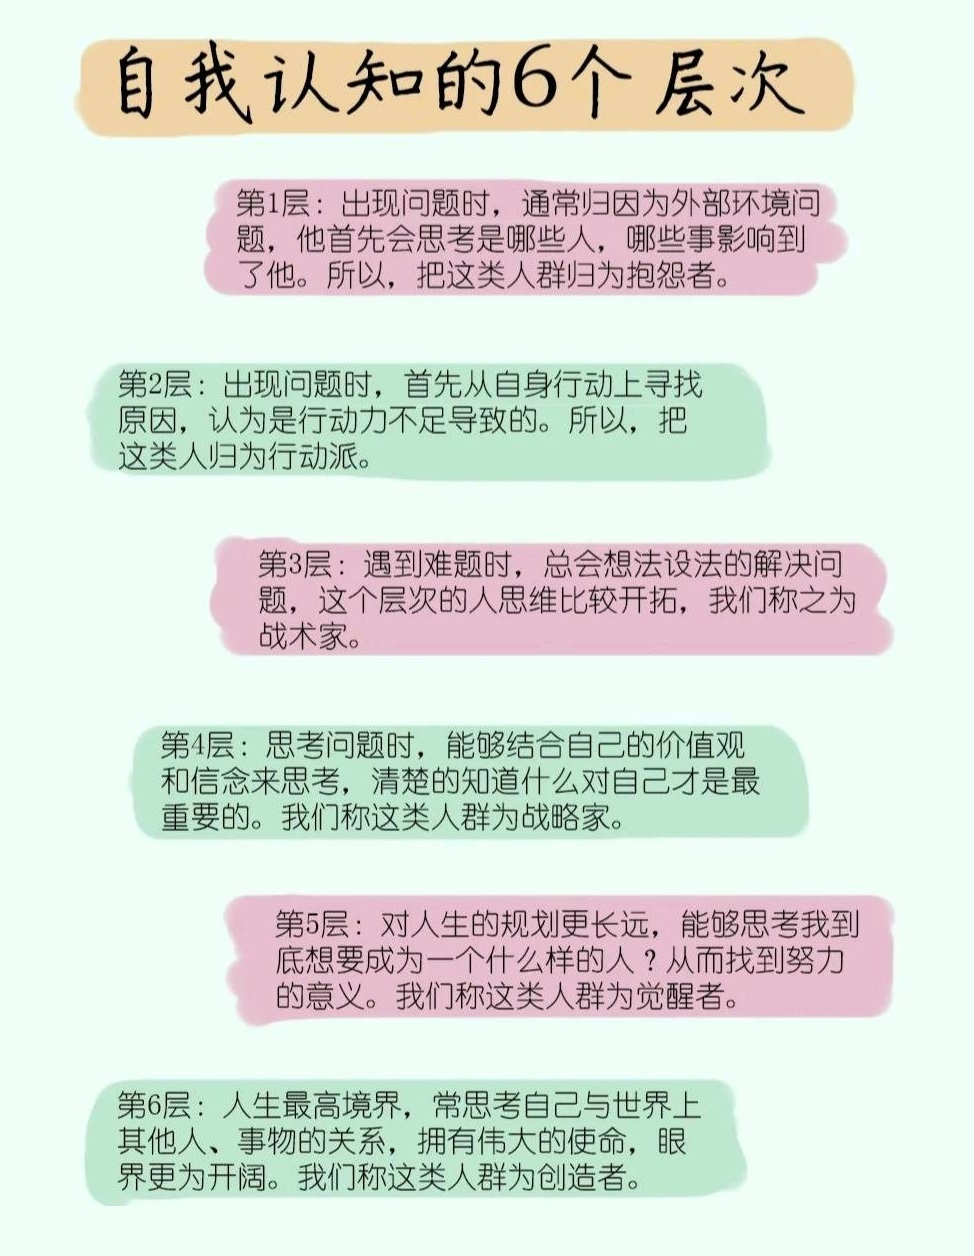 自我认知的6个层次
第1层：出现问题时，通常归因为外部环境问
题，他首先会思考是哪些人，哪些事影响到
了他。所以，把这类人群归为抱怨者。
第2层：出现问题时，首先从自身行动上寻找
原因，认为是行动力不足导致的。所以，把
这类人归为行动派。
第3层：遇到难题时，总会想法设法的解决问
题，这个层次的人思维比较开拓，我们称之为
战术家。
第4层：思考问题时，能够结合自己的价值观
和信念来思考，清楚的知道什么对自己才是最
重要的。我们称这类人群为战略家。
第5层：对人生的规划更长远，能够思考我到
底想要成为一个什么样的人？从而找到努力
的意义。我们称这类人群为觉醒者。
第6层：人生最高境界，常思考自己与世界上
其他人、事物的关系，拥有伟大的使命，眼
界更为开阔。我们称这类人群为创造者。